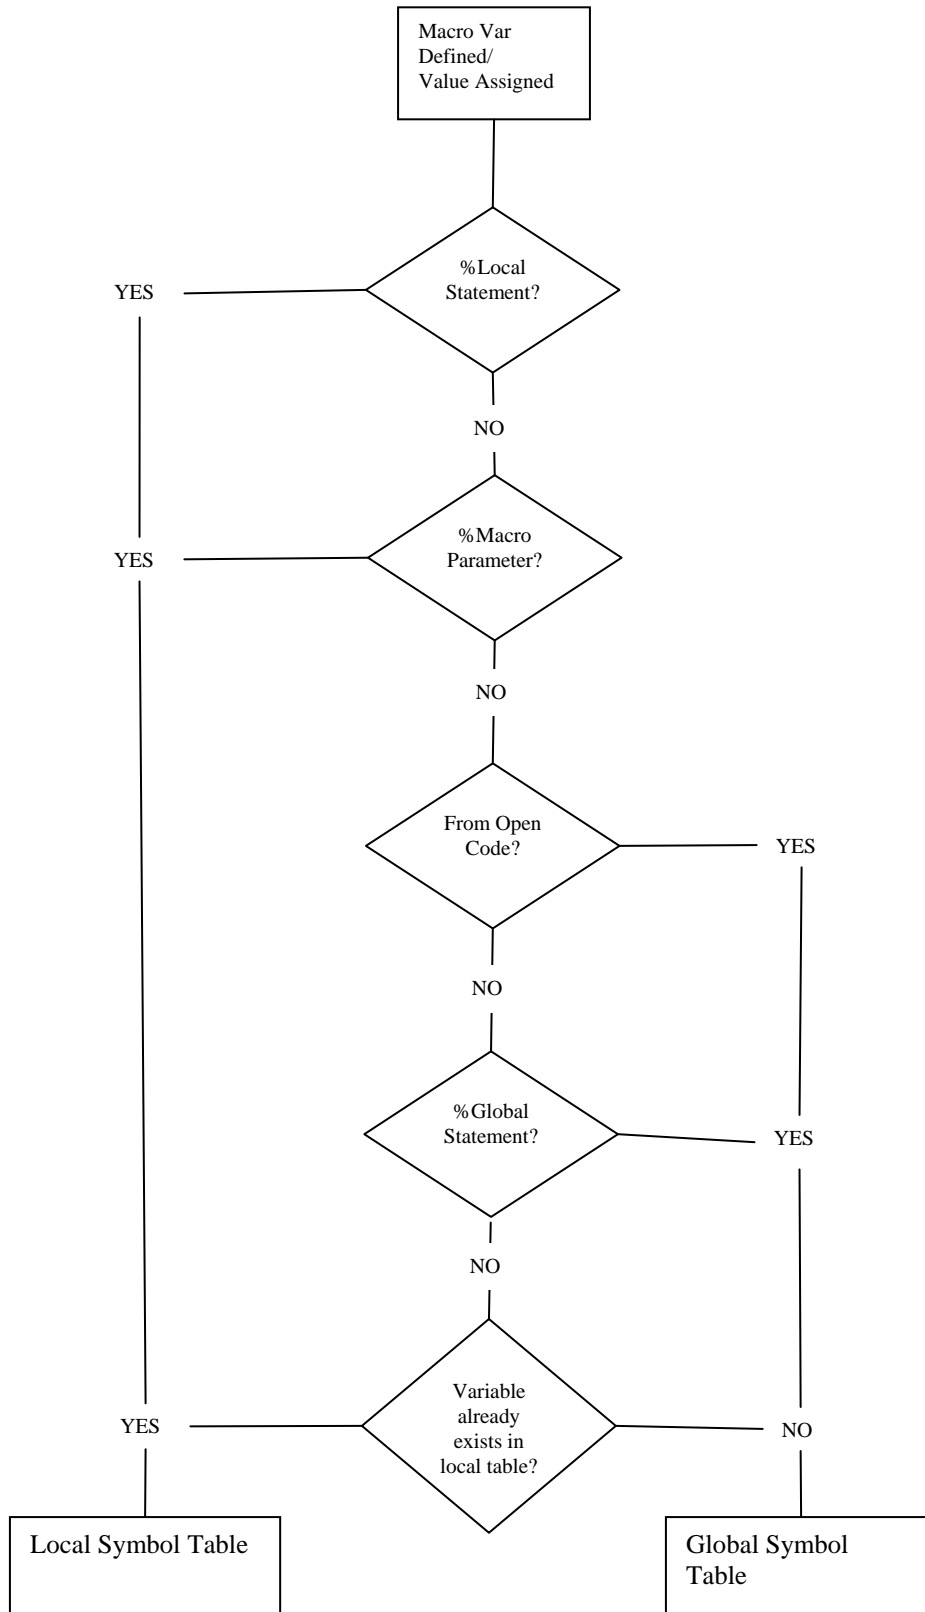 Macro Var
Defined/
Value Assigned
%Local
Statement?
YES
NO
%Macro
Parameter?
YES
NO
From Open
Code?
YES
NO
%Global
Statement?
YES
NO
Variable
already
exists in
local table?
YES
NO
Local Symbol Table
Global Symbol
Table